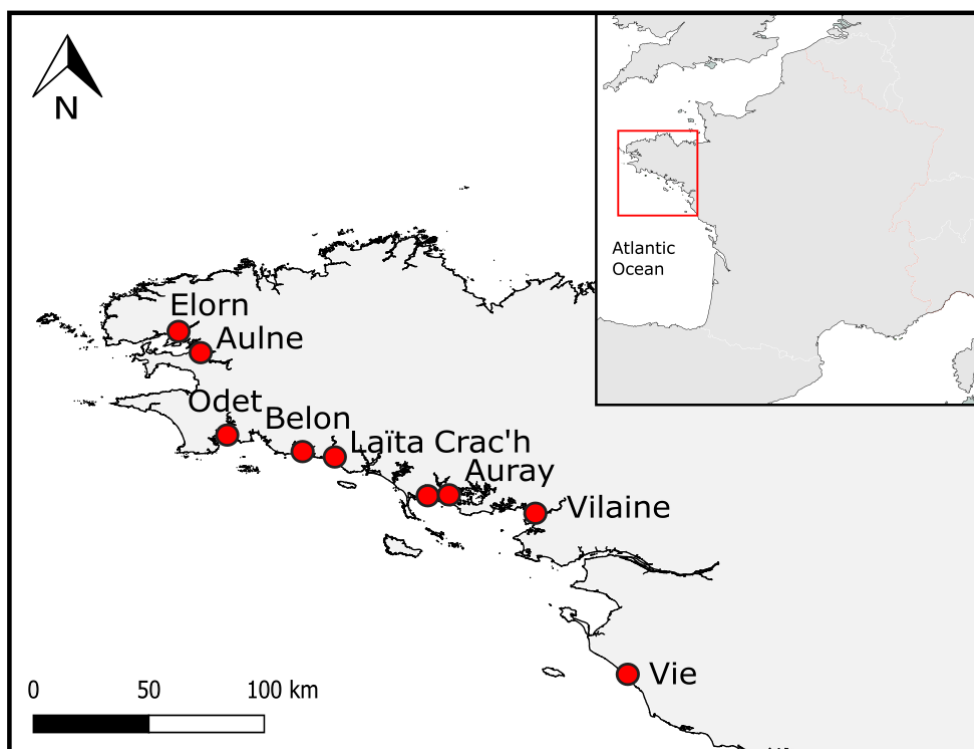 N
Atlantic
Ocean
Elorn
Aulne
Odet
Belon
Laïta Crac'h
Auray
Vilaine
Vie
0 50 100 km